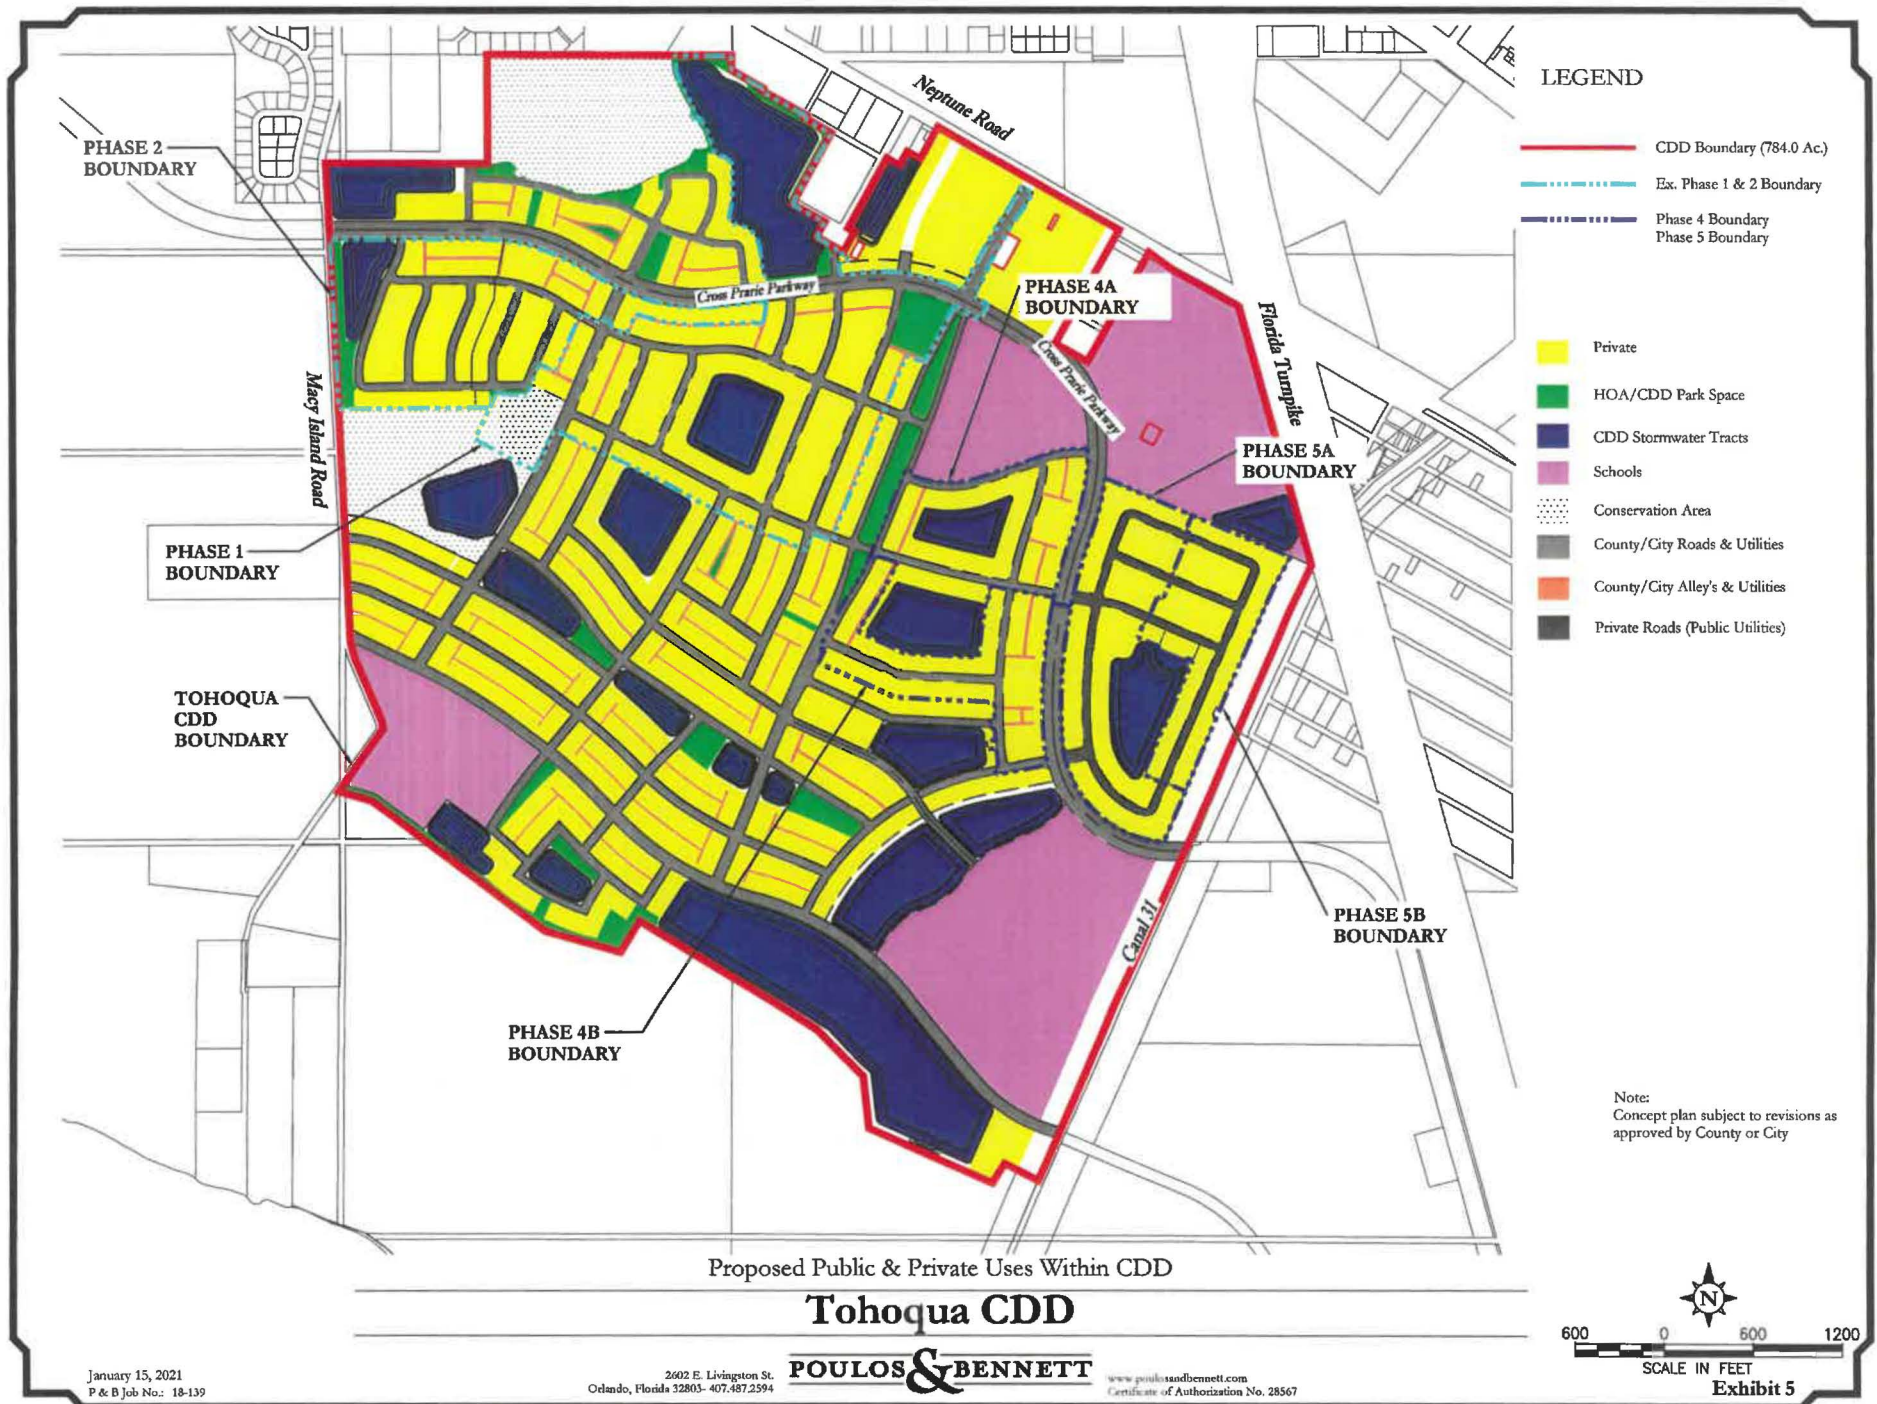 Neptune Road
LEGEND
CDD Boundary (784.0 Ac.)
Ex. Phase 1 & 2 Boundary
Phase 4 Boundary
Phase 5 Boundary
Private
HOA/CDD Park Space
CDD Stormwater Tracts
Schools
Conservation Area
County/City Roads & Utilities
County/City Alley's & Utilities
Private Roads (Public Utilities)
PHASE 2
BOUNDARY
Cross Prarie Parkway
PHASE 4A
BOUNDARY
Florida Turnpike
Cross Prarie Parkway
Macy Island Road
PHASE 5A
BOUNDARY
PHASE 1
BOUNDARY
TOHOQUA
CDD
BOUNDARY
PHASE 5B
BOUNDARY
Canal 31
PHASE 4B
BOUNDARY
Note:
Concept plan subject to revisions as
approved by County or City
Proposed Public & Private Uses Within CDD
Tohoqua CDD
N
600 0 600 1200
SCALE IN FEET
Exhibit 5
January 15, 2021
P & B Job No.: 18-139
2602 E. Livingston St.
Orlando, Florida 32803- 407.487.2594
POULOS & BENNETT
www.poulosandbennett.com
Certificate of Authorization No. 28567